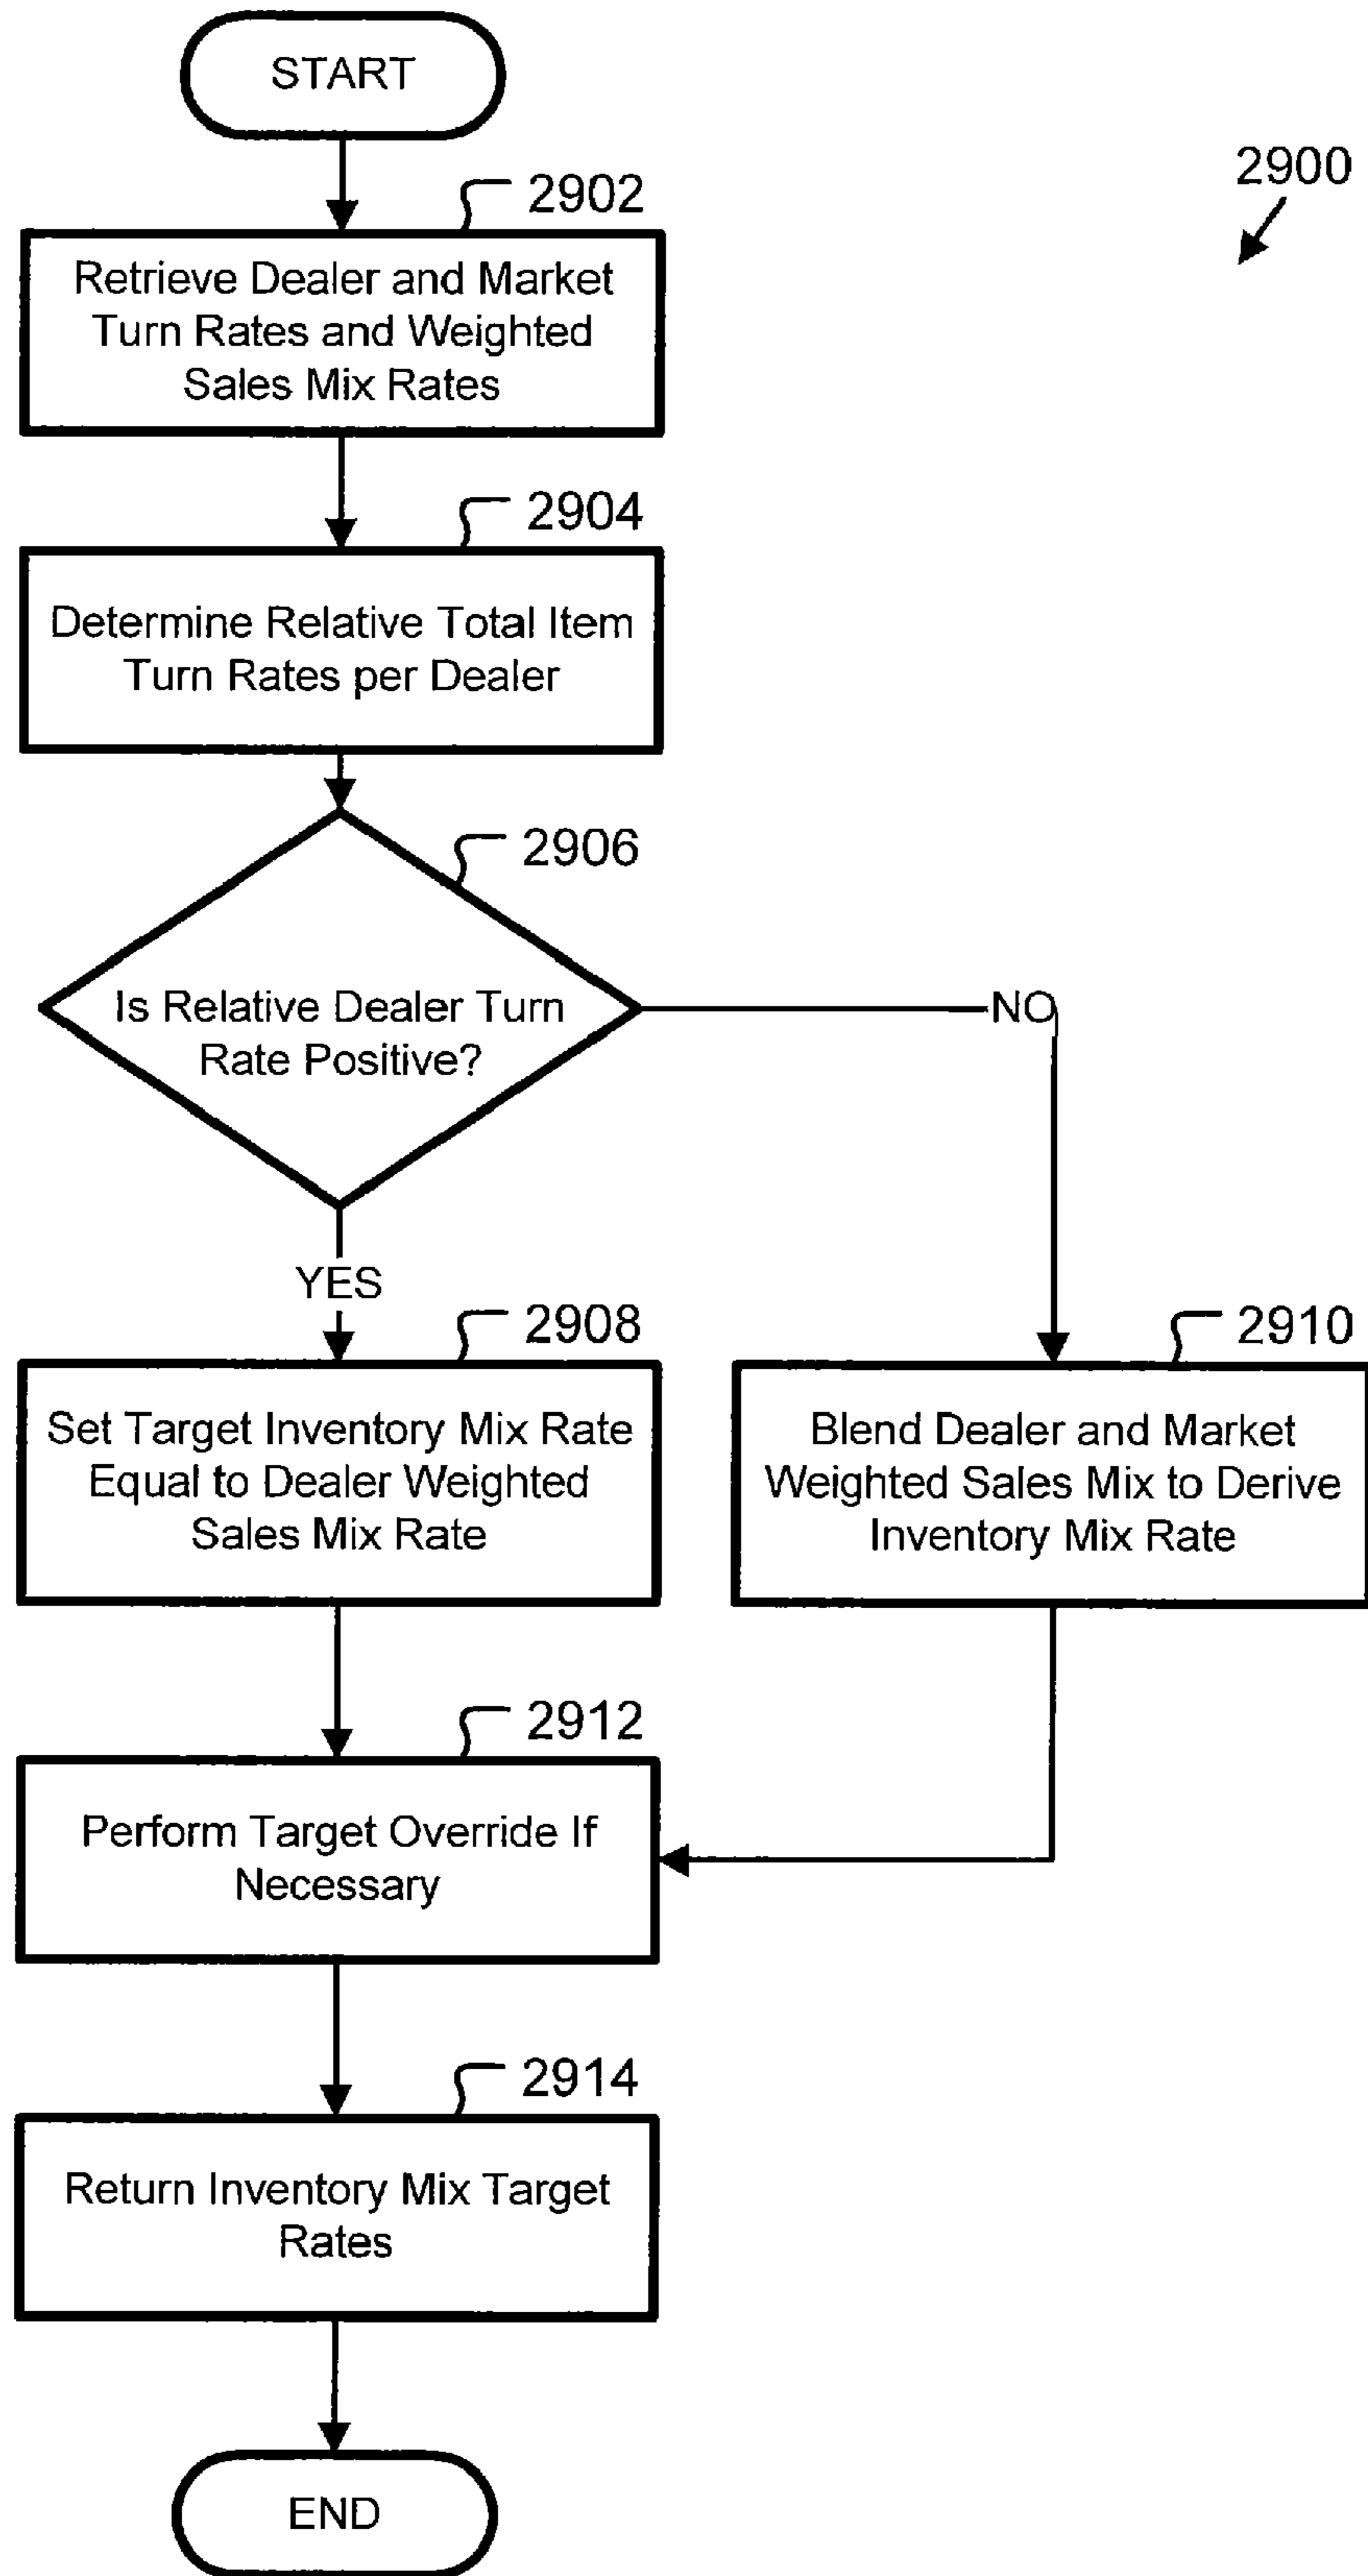 START
2900
2902
Retrieve Dealer and Market
Turn Rates and Weighted
Sales Mix Rates
2904
Determine Relative Total Item
Turn Rates per Dealer
2906
Is Relative Dealer Turn
Rate Positive?
NO
YES
2908
Set Target Inventory Mix Rate
Equal to Dealer Weighted
Sales Mix Rate
2910
Blend Dealer and Market
Weighted Sales Mix to Derive
Inventory Mix Rate
2912
Perform Target Override If
Necessary
2914
Return Inventory Mix Target
Rates
END